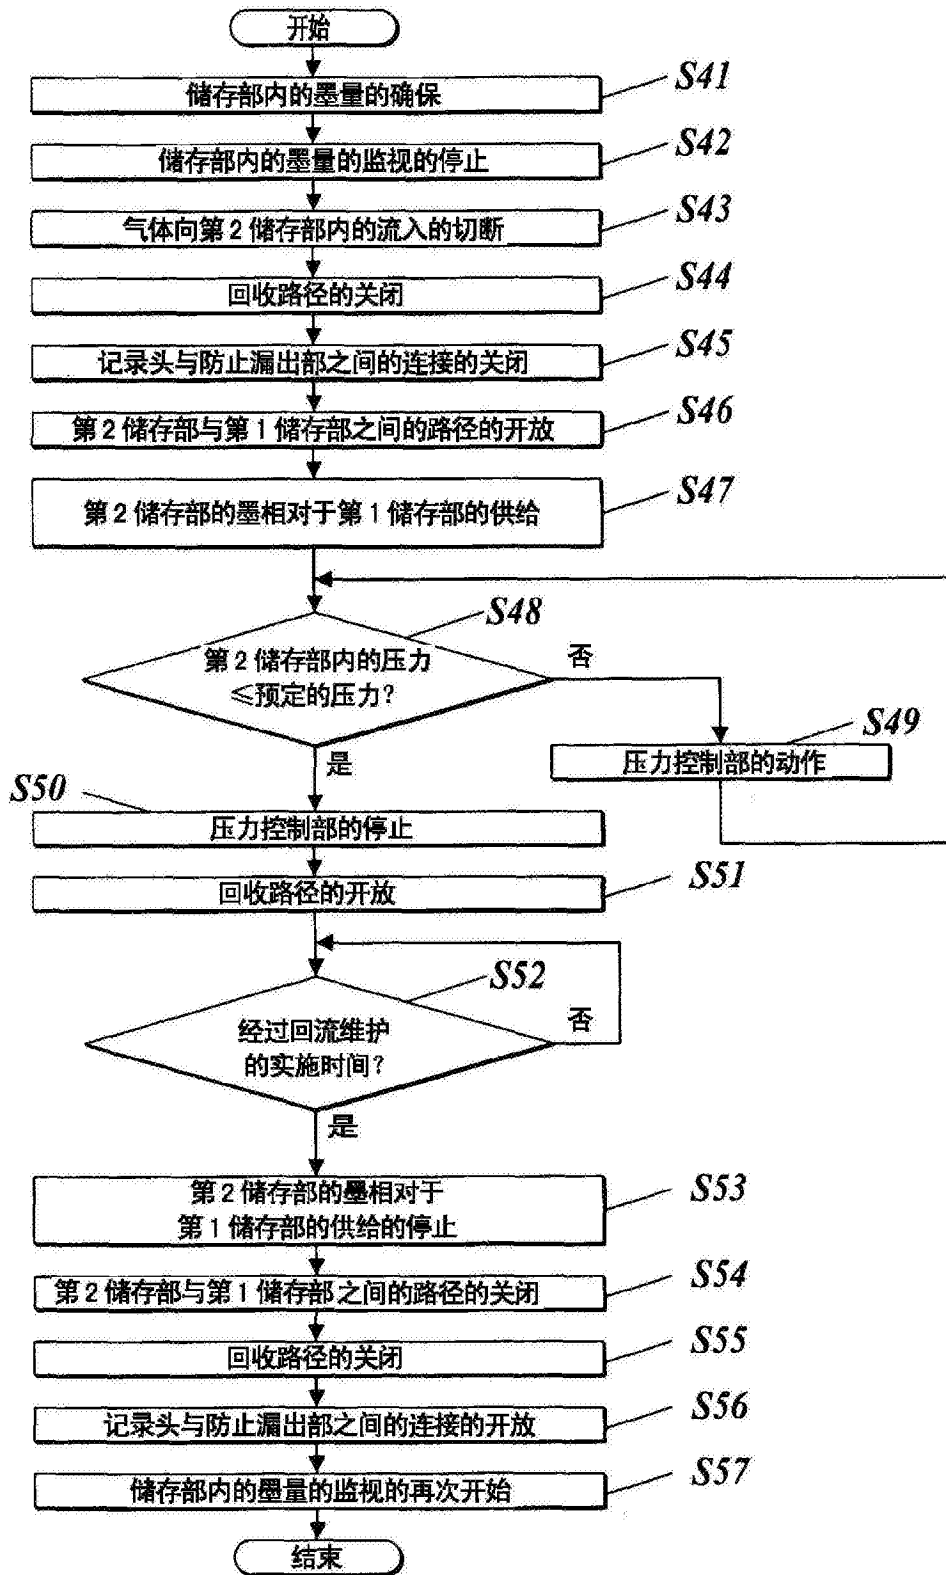 开始
S41
储存部内的墨量的确保
S42
储存部内的墨量的监视的停止
S43
气体向第2储存部内的流入的切断
S44
回收路径的关闭
S45
记录头与防止漏出部之间的连接的关闭
S46
第2储存部与第1储存部之间的路径的开放
S47
第2储存部的墨相对于第1储存部的供给
S48
第2储存部内的压力
≤预定的压力?
否
是
S49
压力控制部的动作
S50
压力控制部的停止
S51
回收路径的开放
S52
经过回流维护
的实施时间?
否
是
S53
第2储存部的墨相对于
第1储存部的供给的停止
S54
第2储存部与第1储存部之间的路径的关闭
S55
回收路径的关闭
S56
记录头与防止漏出部之间的连接的开放
S57
储存部内的墨量的监视的再次开始
结束